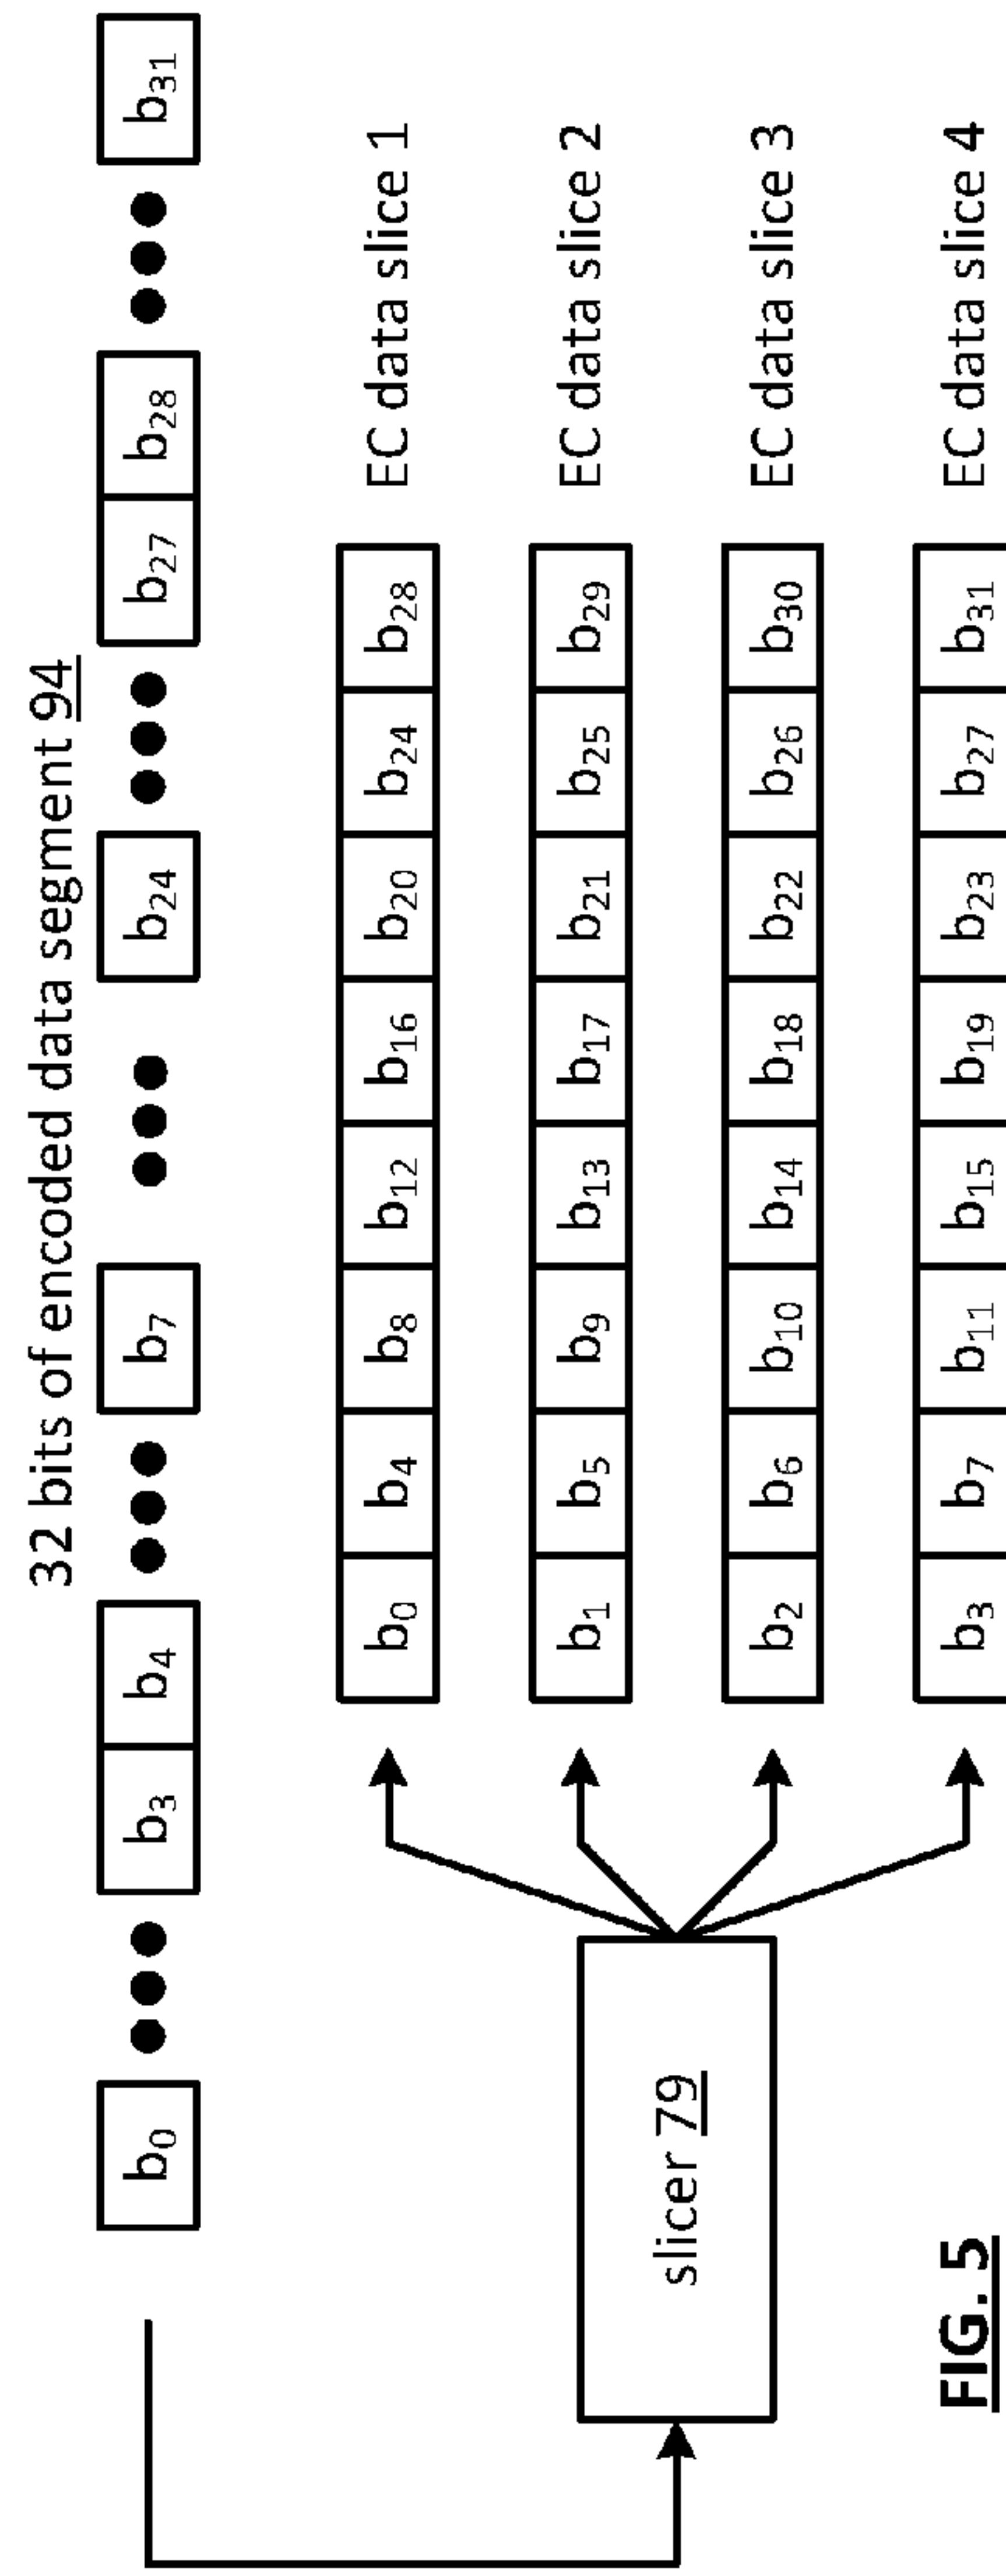 32 bits of encoded data segment 94
b0 ●●● b3 b4 ●●● b7 ●●● b24 ●●● b27 b28 ●●● b31
b0 b4 b8 b12 b16 b20 b24 b28 EC data slice 1
b1 b5 b9 b13 b17 b21 b25 b29 EC data slice 2
slicer 79
b2 b6 b10 b14 b18 b22 b26 b30 EC data slice 3
b3 b7 b11 b15 b19 b23 b27 b31 EC data slice 4
FIG. 5